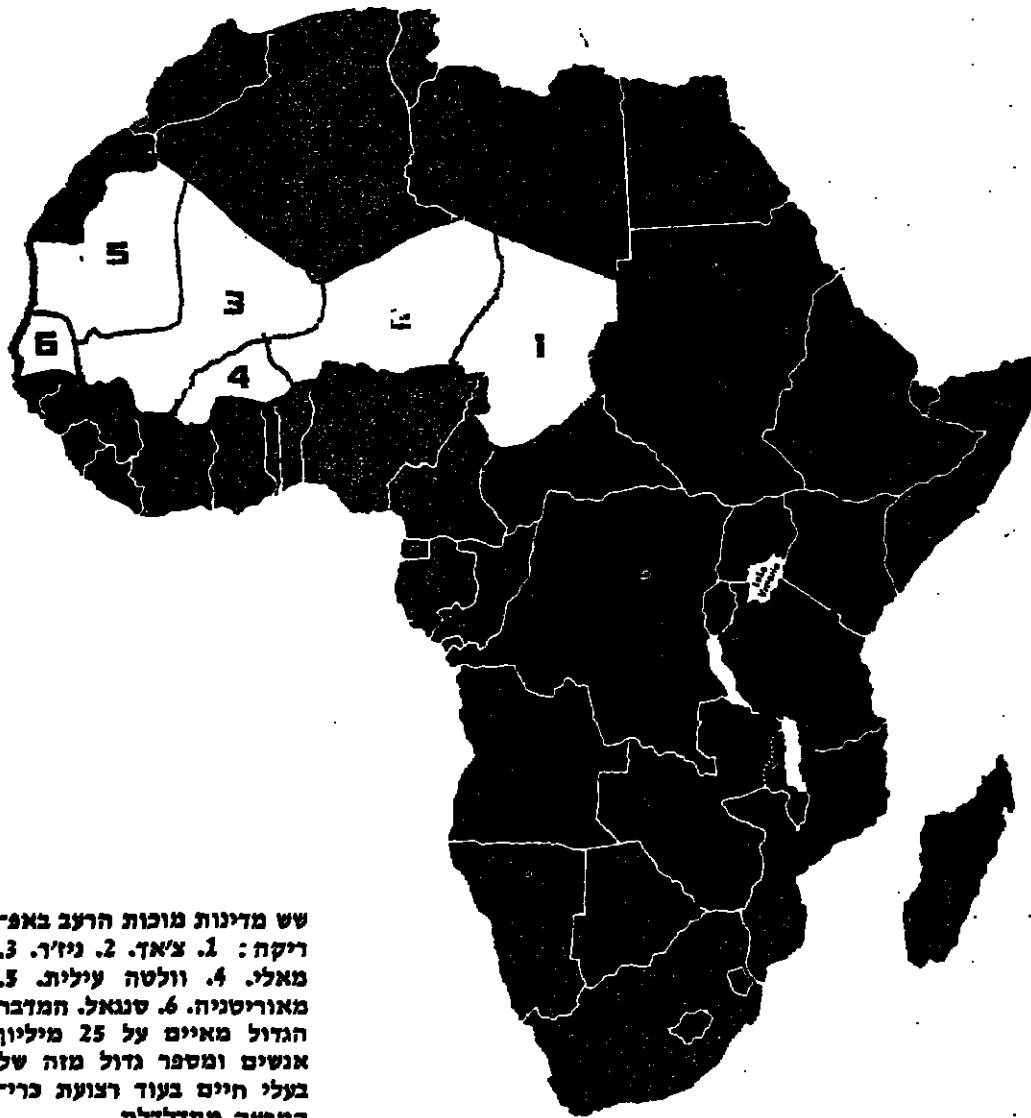 5
3
2
1
6
4
שש מדינות מוכות הרעב באפ־
ריקה : 1. צ'אד. 2. ניז'ר. 3.
מאלי. 4. וולטה עילית. 5.
מאוריטניה. 6. סנגאל. המדבר
הגדול מאיים על 25 מיליון
אנשים ומספר גדול מזה של
בעלי חיים בעוד רצועת כרי־